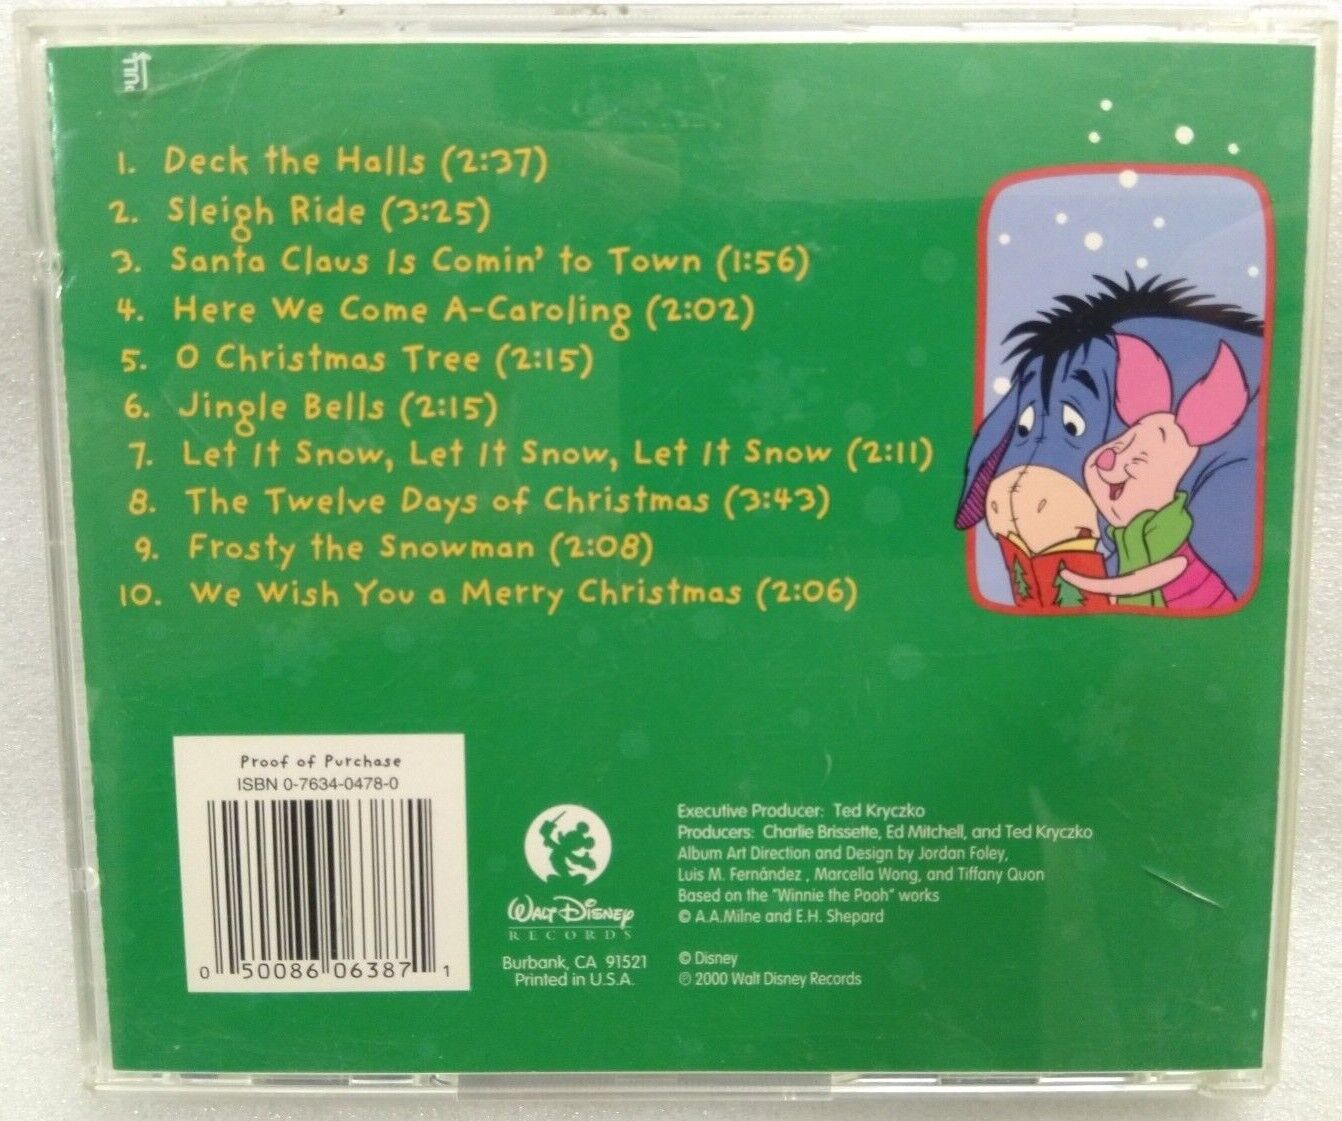 PULL
1. Deck the Halls (2:37)
2. Sleigh Ride (3:25)
3. Santa Claus Is Comin' to Town (1:56)
4. Here We Come A-Caroling (2:02)
5. O Christmas Tree (2:15)
6. Jingle Bells (2:15)
7. Let It Snow, Let It Snow, Let It Snow (2:11)
8. The Twelve Days of Christmas (3:43)
9. Frosty the Snowman (2:08)
10. We Wish You a Merry Christmas (2:06)
Proof of Purchase
ISBN 0-7634-0478-0
0 50086 06387 1
WALT DISNEY
RECORDS
Burbank, CA 91521
Printed in U.S.A.
Executive Producer: Ted Kryczko
Producers: Charlie Brissette, Ed Mitchell, and Ted Kryczko
Album Art Direction and Design by Jordan Foley,
Luis M. Fernández , Marcella Wong, and Tiffany Quon
Based on the "Winnie the Pooh" works
© A.A.Milne and E.H. Shepard
© Disney
℗ 2000 Walt Disney Records